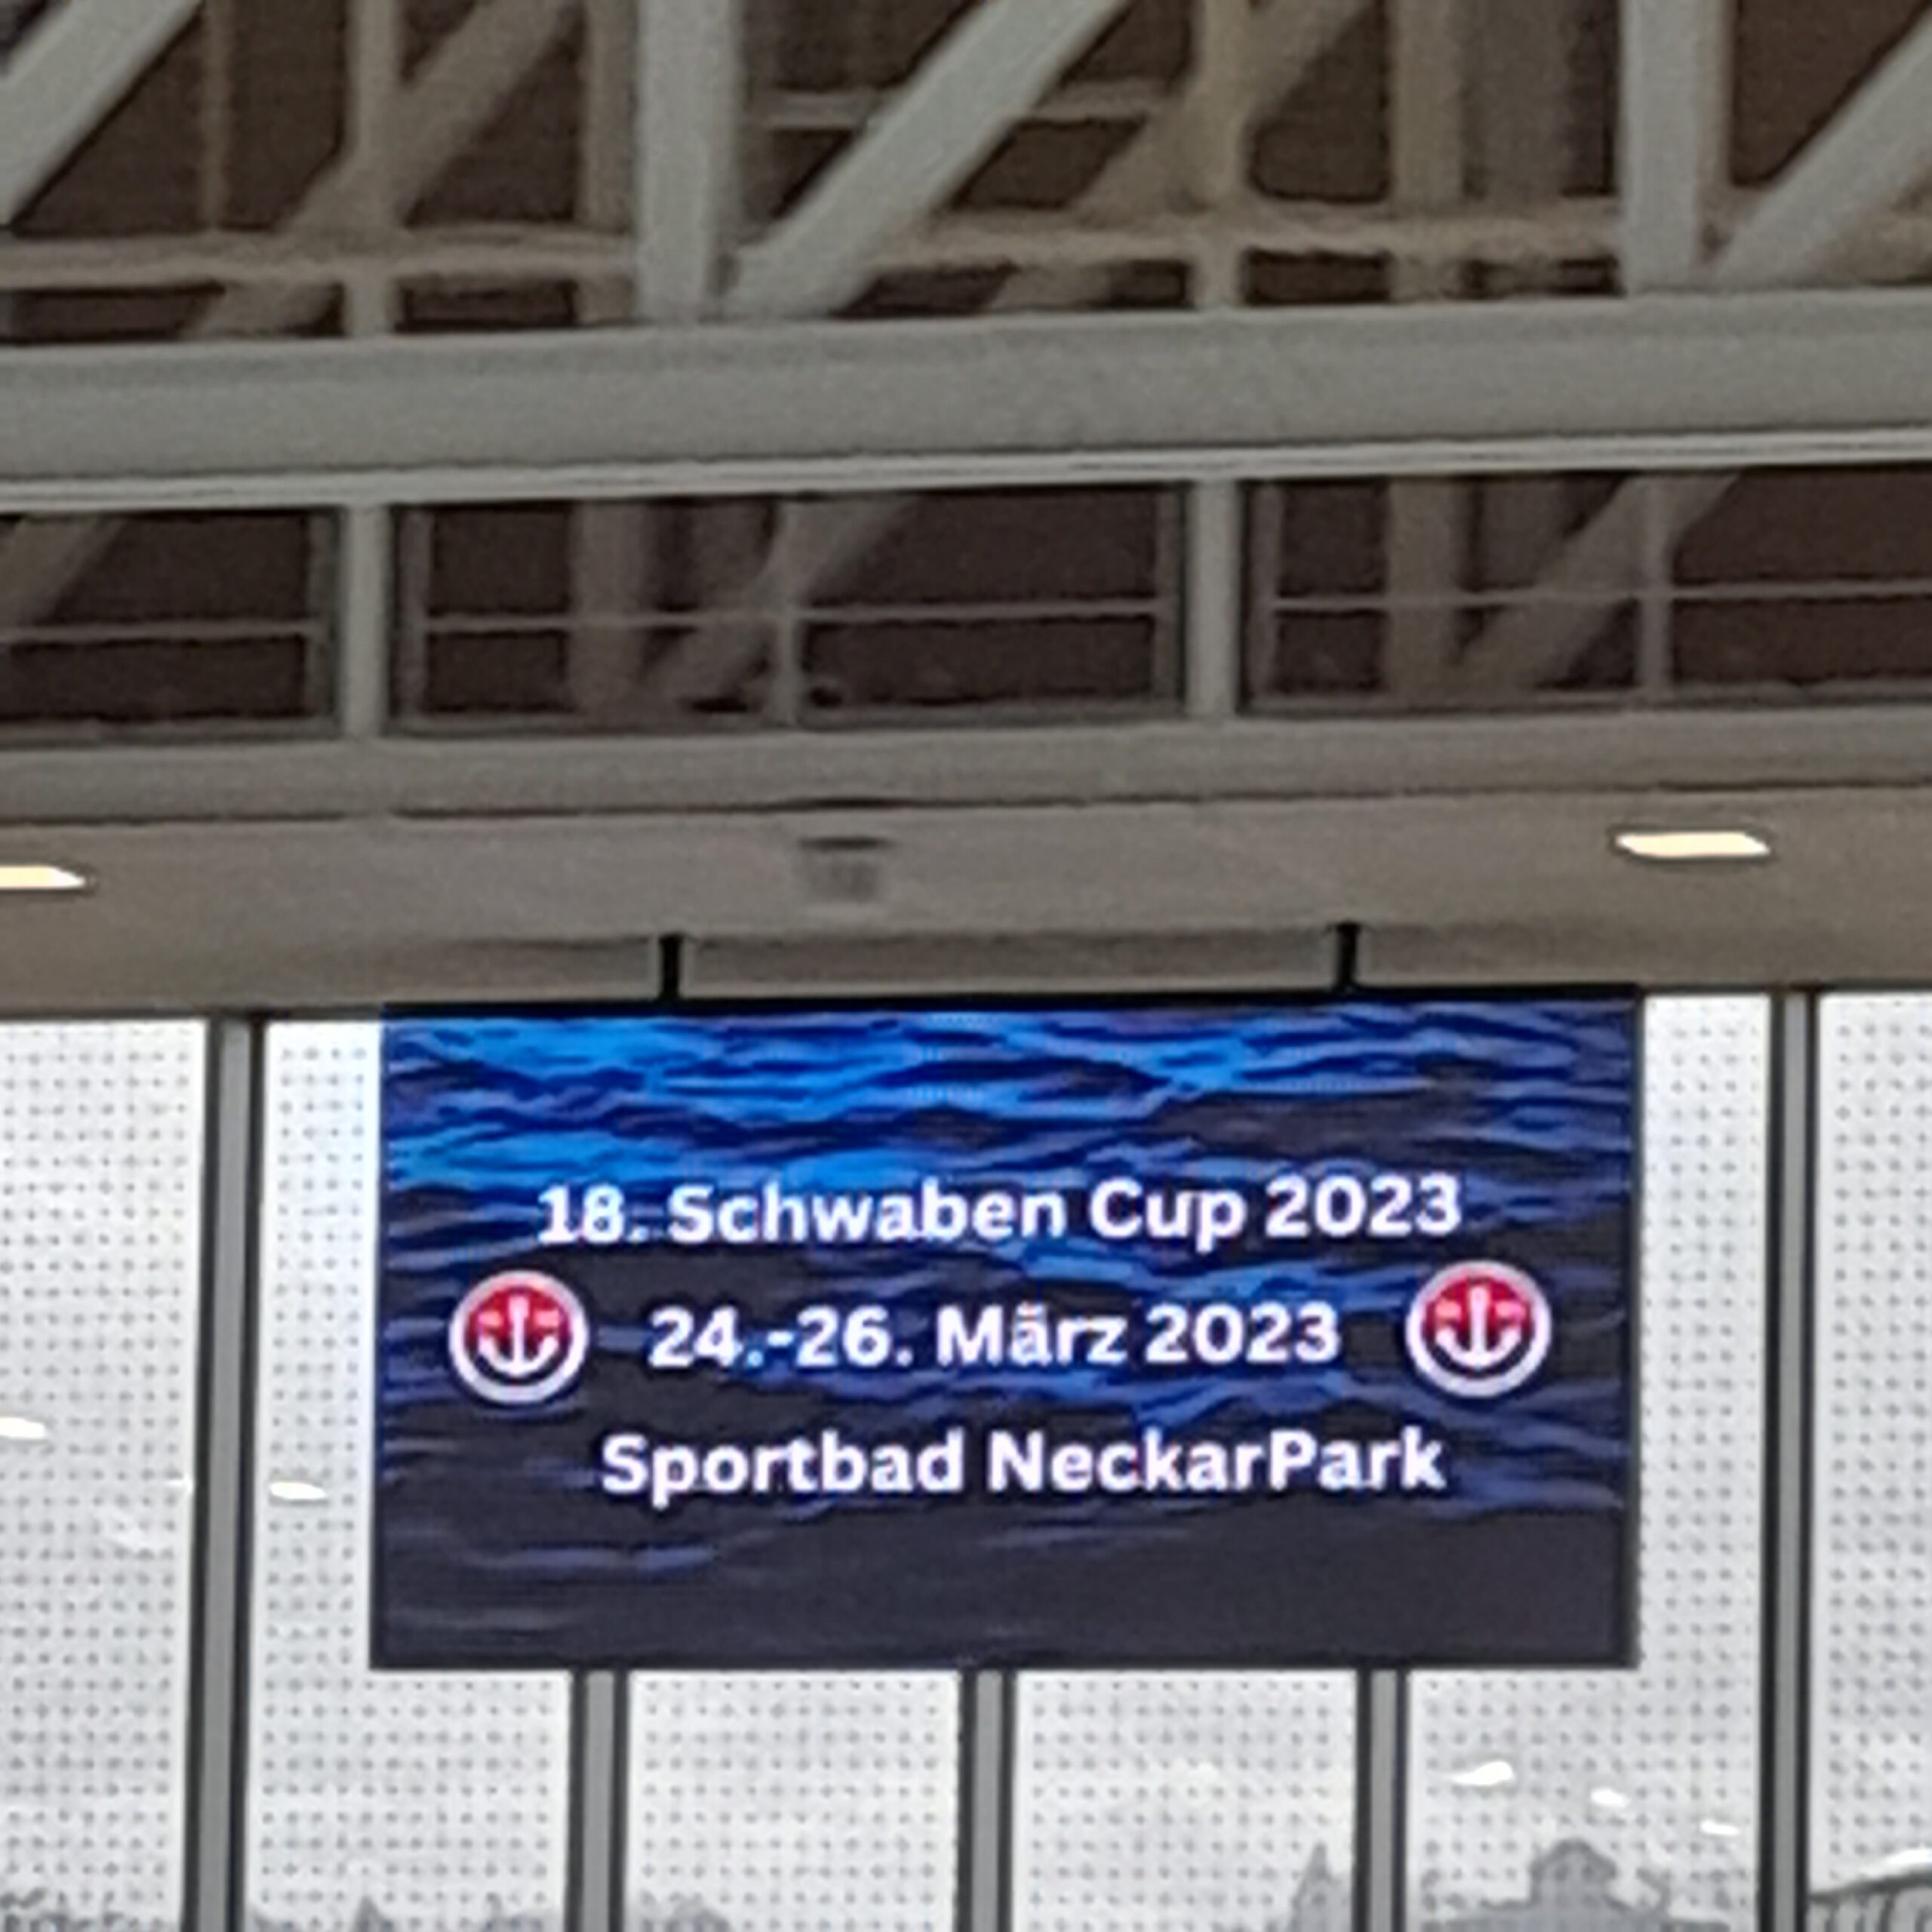 18. Schwaben Cup 2023
24.-26. März 2023
Sportbad NeckarPark